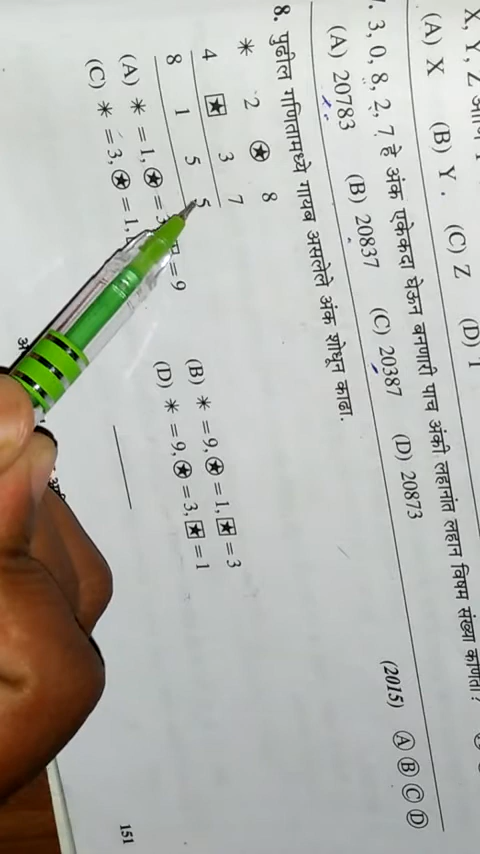 X, Y, Z
(A) X (B) Y. (C) Z (D)
7. 3, 0, 8, 2, 7 हे अंक एकेकदा घेऊन बनणारी पाच अंकी लहानात लहान विषम संख्या कोणती?
(A) 20783 (B) 20837 (C) 20387 (D) 20873
(2015) Ⓐ Ⓑ Ⓒ Ⓓ
8. पुढील गणितामध्ये गायब असलेले अंक शोधून काढा.
* 2 ✪ 8
4 🟃 3 7
8 1 5 5
(A) * = 1, ✪ = 3 = 9 (B) * = 9, ✪ = 1, 🟃 = 3
(C) * = 3, ✪ = 1, (D) * = 9, ✪ = 3, 🟃 = 1
151